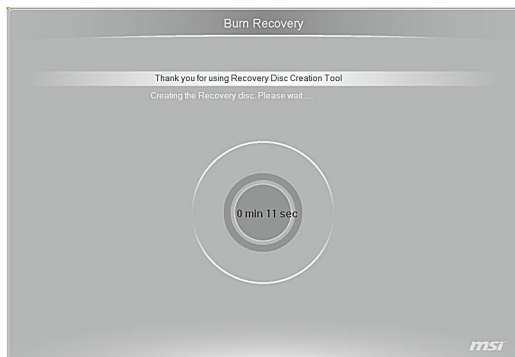 Burn Recovery
Thank you for using Recovery Disc Creation Tool
Creating the Recovery disc. Please wait .....
0 min 11 sec
msi